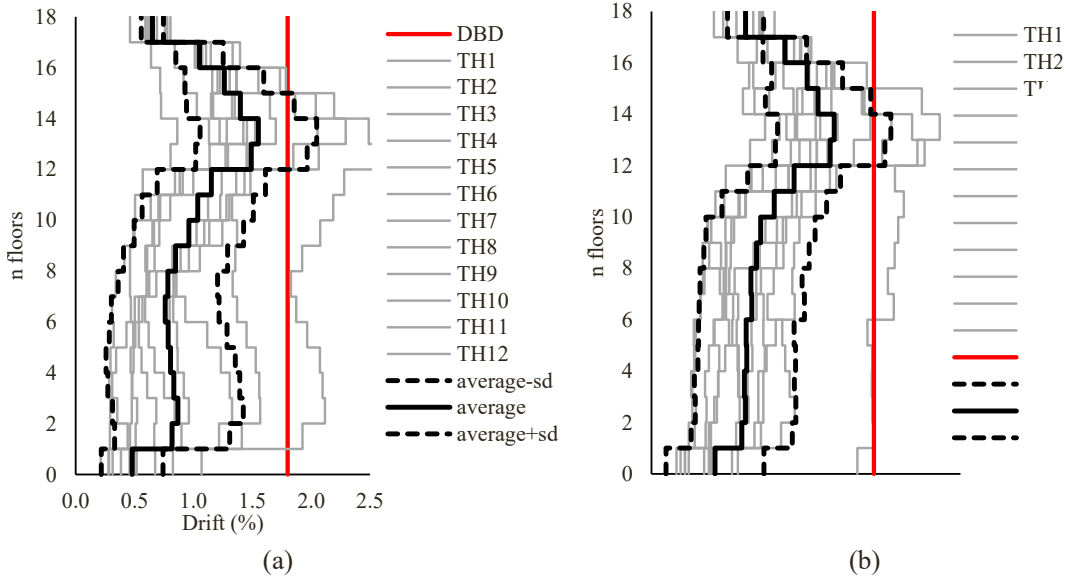 18
16
14
12
10
8
6
4
2
0
n floors
0.0 0.5 1.0 1.5 2.0 2.5
Drift (%)
DBD
TH1
TH2
TH3
TH4
TH5
TH6
TH7
TH8
TH9
TH10
TH11
TH12
average-sd
average
average+sd
(a)
18
16
14
12
10
8
6
4
2
0
n floors
TH1
TH2
(b)